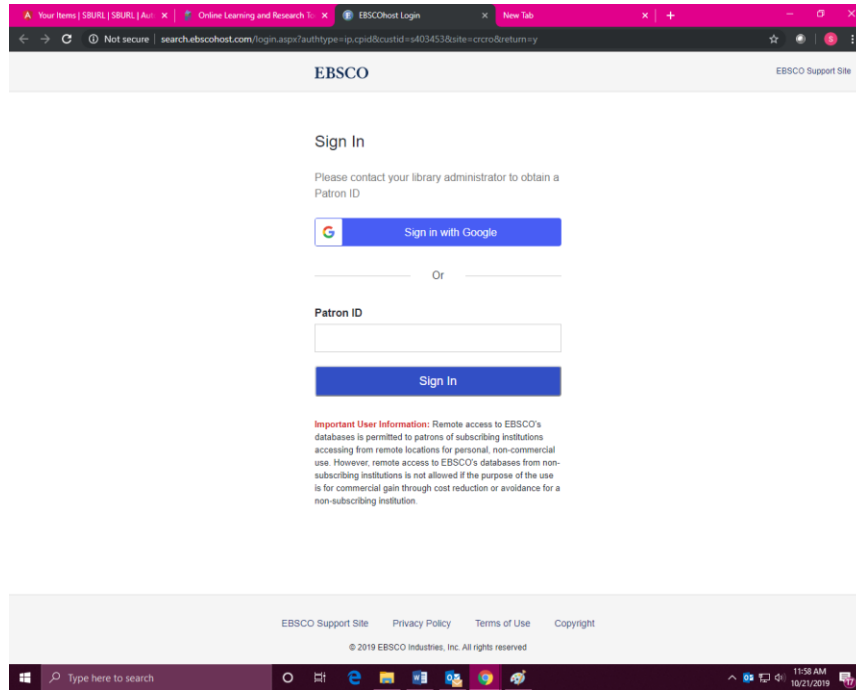 Your Items | SBURL | SBURL | Aut
Online Learning and Research To
EBSCOhost Login
New Tab
Not secure | search.ebscohost.com/login.aspx?authtype=ip,cpid&custid=s403453&site=crcro&return=y
EBSCO
EBSCO Support Site
Sign In
Please contact your library administrator to obtain a
Patron ID
Sign in with Google
Or
Patron ID
Sign In
Important User Information: Remote access to EBSCO's
databases is permitted to patrons of subscribing institutions
accessing from remote locations for personal, non-commercial
use. However, remote access to EBSCO's databases from non-
subscribing institutions is not allowed if the purpose of the use
is for commercial gain through cost reduction or avoidance for a
non-subscribing institution.
EBSCO Support Site Privacy Policy Terms of Use Copyright
© 2019 EBSCO Industries, Inc. All rights reserved
Type here to search
11:58 AM
10/21/2019